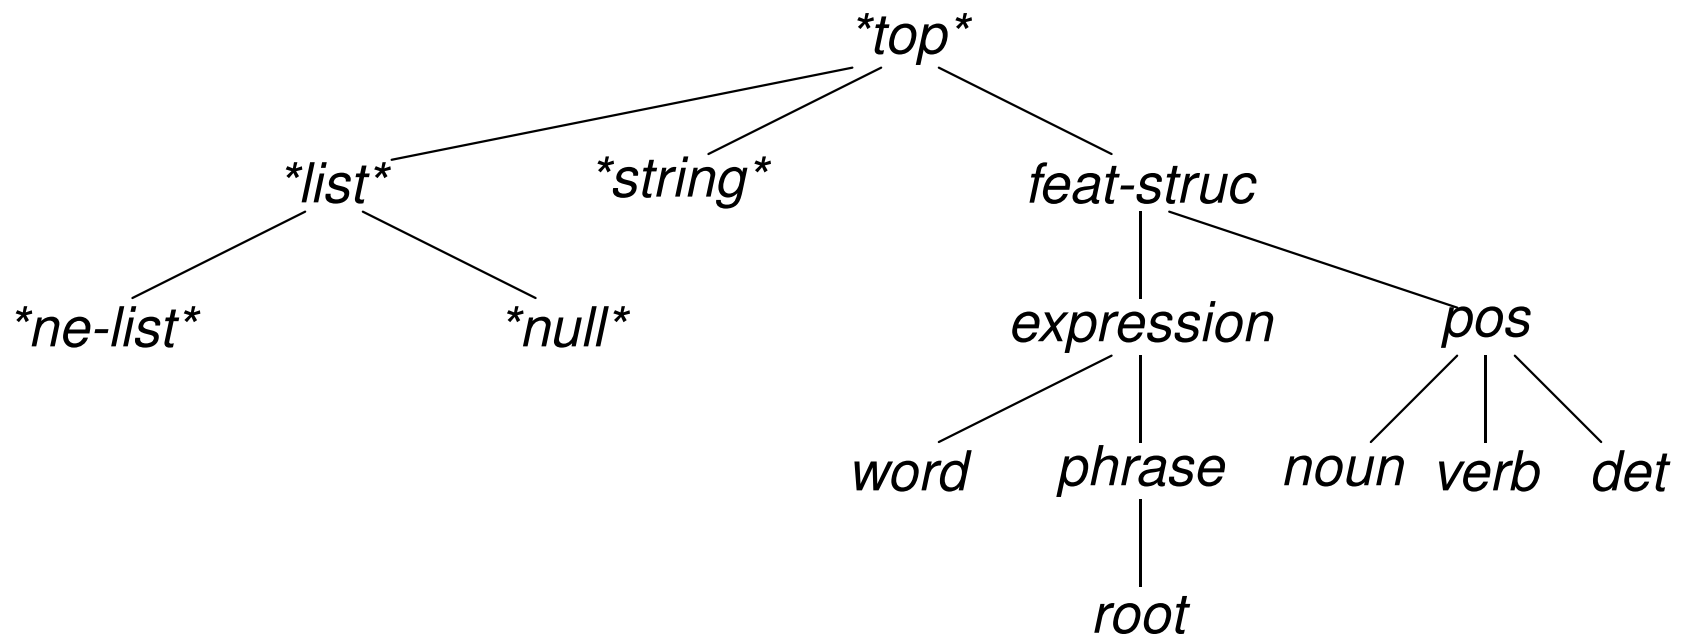 *top*
*list* *string* feat-struc
*ne-list* *null* expression pos
word phrase noun verb det
root